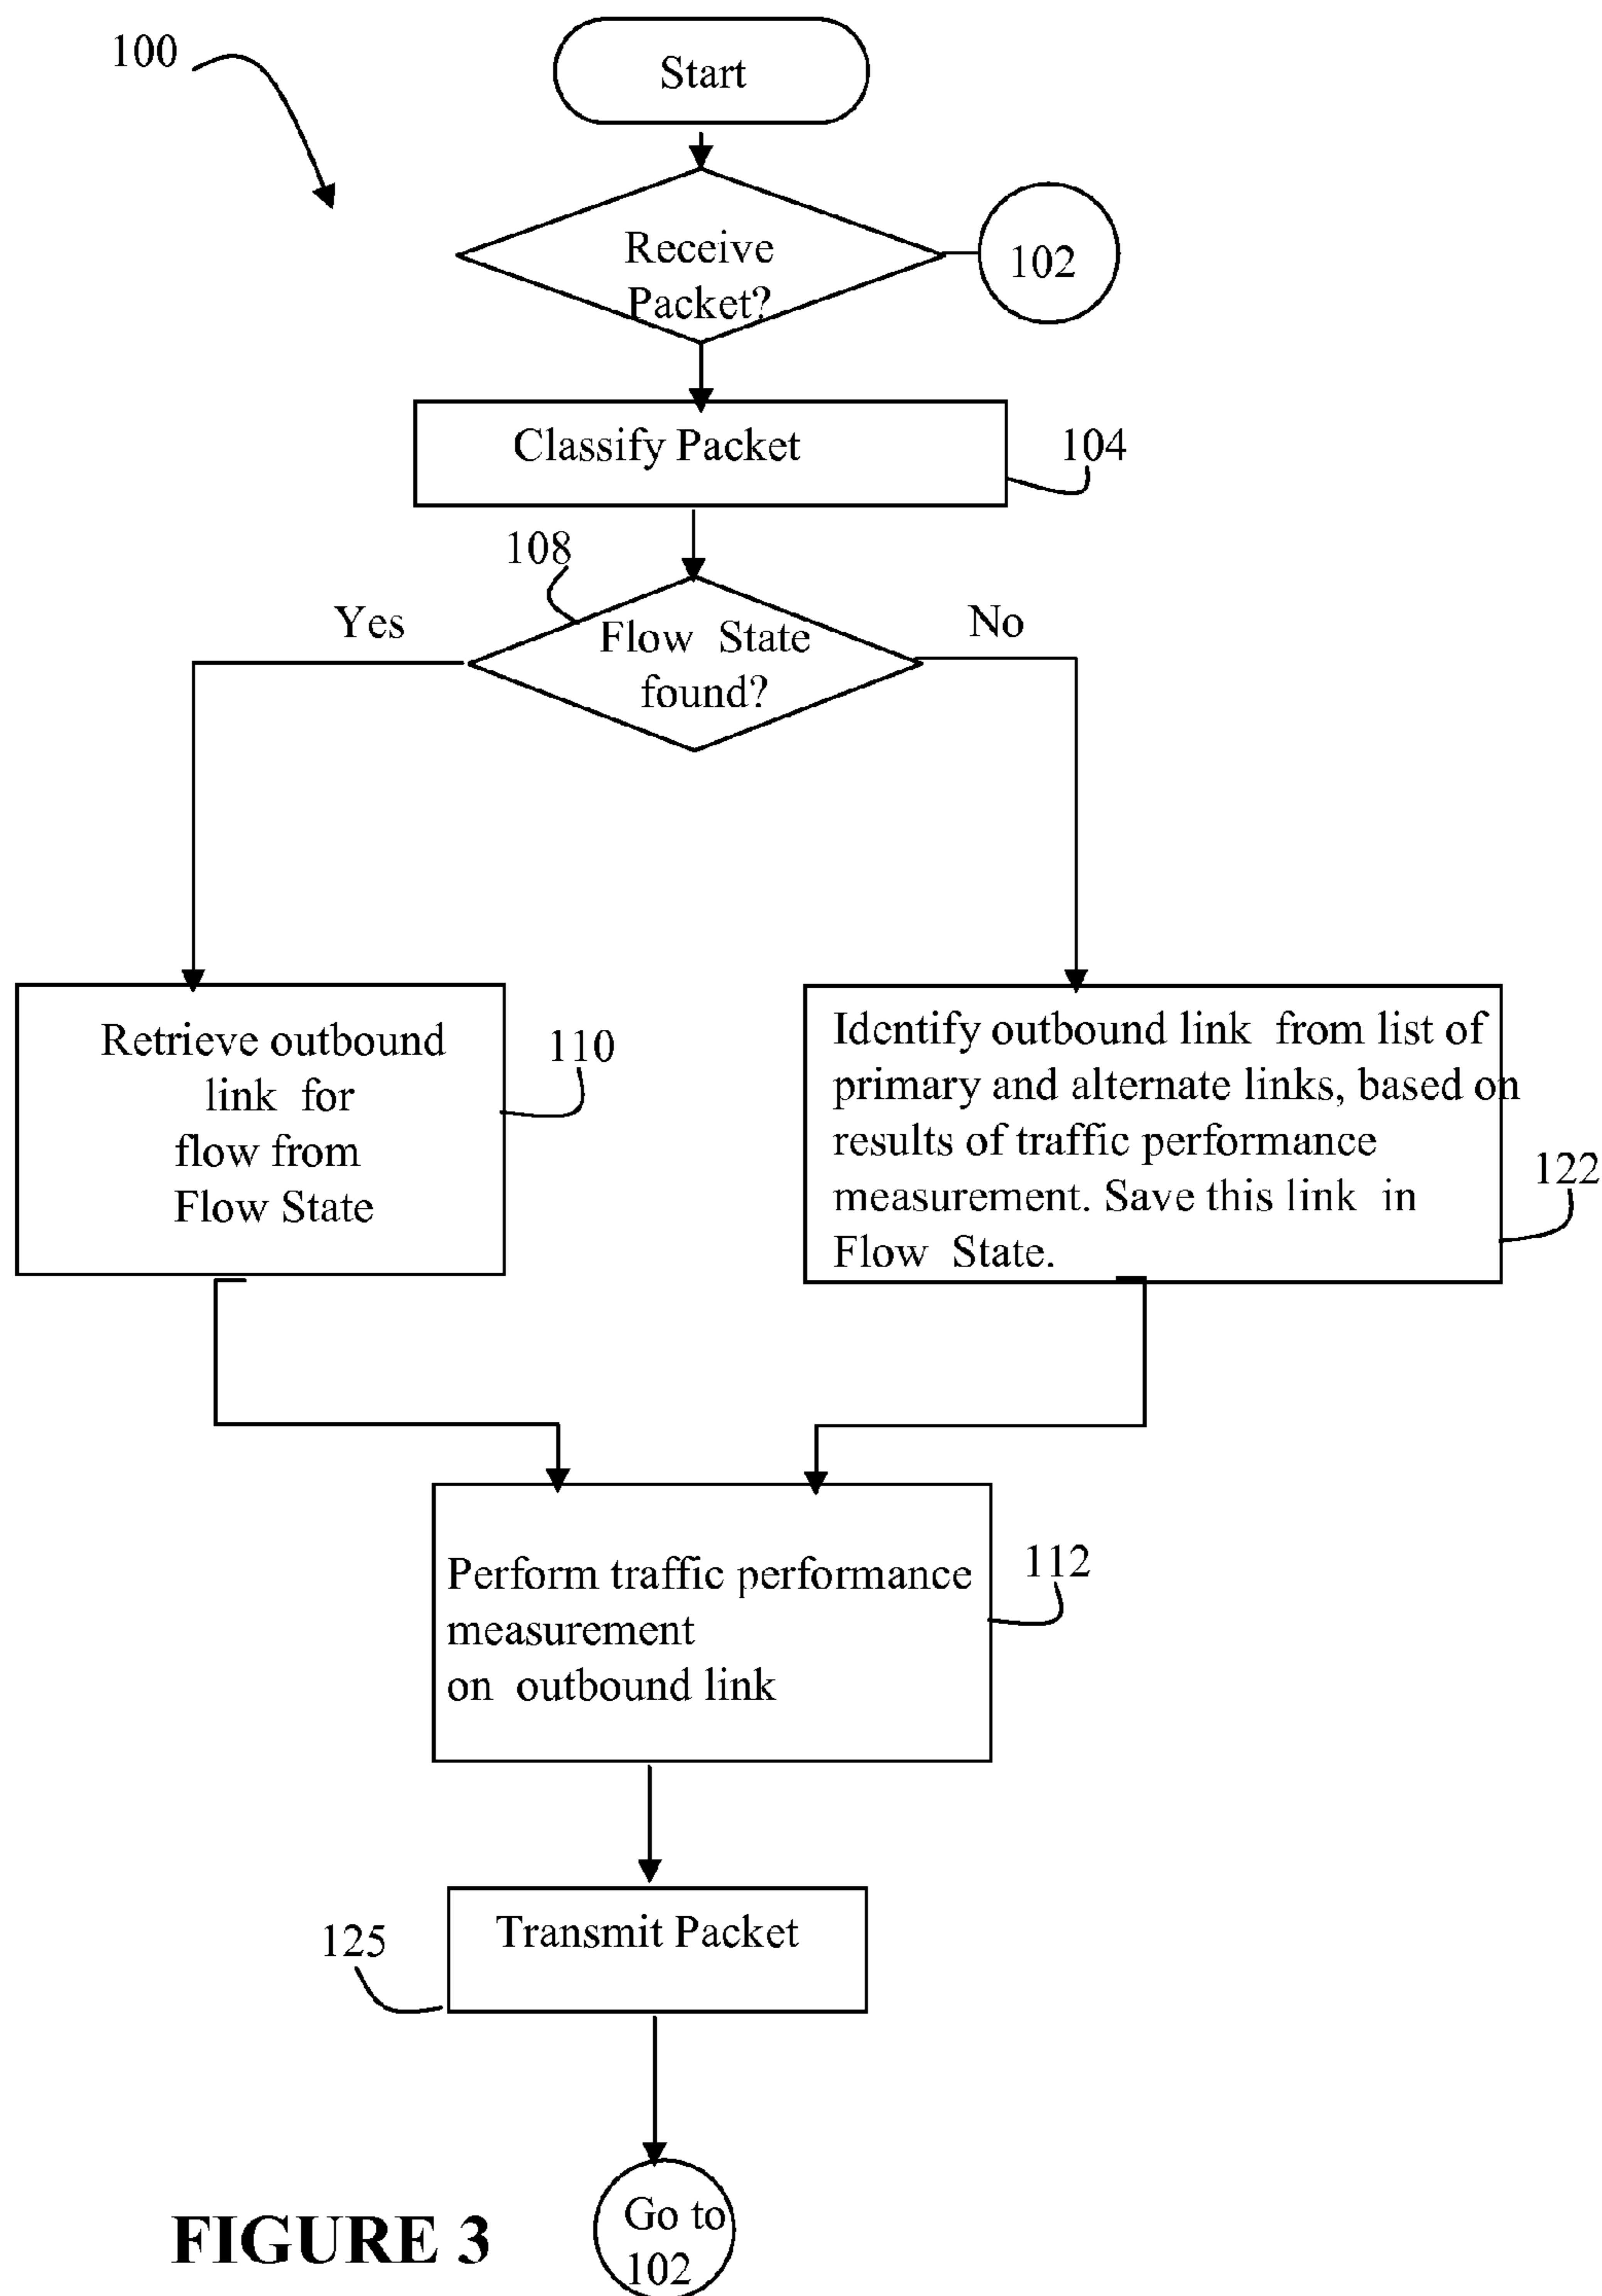 100
Start
Receive
Packet?
102
Classify Packet
104
108
Yes
No
Flow State
found?
Retrieve outbound
link for
flow from
Flow State
110
Identify outbound link from list of
primary and alternate links, based on
results of traffic performance
measurement. Save this link in
Flow State.
122
Perform traffic performance
measurement
on outbound link
112
Transmit Packet
125
Go to
102
FIGURE 3